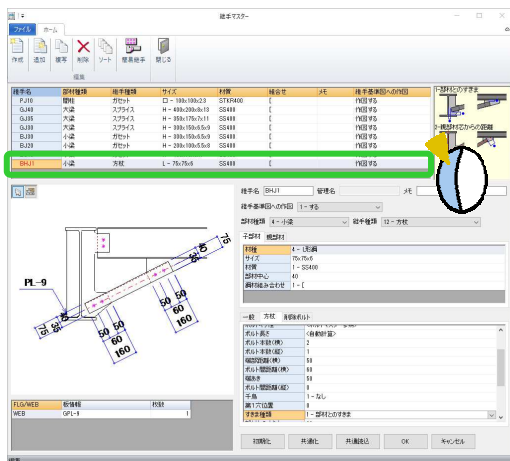 継手マスター
ファイル ホーム
作成 追加 複写 削除 ソート 簡易継手 閉じる
編集
継手名 部材種類 継手種類 サイズ 材質 組合せ メモ 継手基準図への作図
PJ10 間柱 ガセット ロ - 100x100x2.3 STKR400 [ 作図する
GJ40 大梁 スプライス H - 400x200x8x13 SS400 [ 作図する
GJ35 大梁 スプライス H - 350x175x7x11 SS400 [ 作図する
GJ30 大梁 スプライス H - 300x150x6.5x9 SS400 [ 作図する
BJ30 小梁 ガセット H - 300x150x6.5x9 SS400 [ 作図する
BJ20 小梁 ガセット H - 200x100x5.5x8 SS400 [ 作図する
BHJ1 小梁 方杖 L - 75x75x6 SS400 [ 作図する
1-部材とのすきま
2-機部材芯からの距離
継手名 BHJ1 管理名 メモ
継手基準図への作図 1 - する
部材種類 4 - 小梁 継手種類 12 - 方杖
子部材 親部材
材種 4 - L形鋼
サイズ 75x75x6
材質 1 - SS400
部材中心 40
鋼材組み合わせ 1 - [
PL-9
40
35
75
50 50
160
75 35
50 50
60
160
一般 方杖 削除ボルト
ボルト長さ <自動計算>
ボルト本数(横) 2
ボルト本数(縦) 1
端部距離(横) 50
ボルト間距離(横) 60
端あき 50
ボルト間距離(縦) 0
千鳥 1 - なし
第1穴位置 0
すきま種類 1 - 部材とのすきま
FLG/WEB 板情報 枚数
WEB GPL-9 1
初期化 共通化 共通読込 OK キャンセル